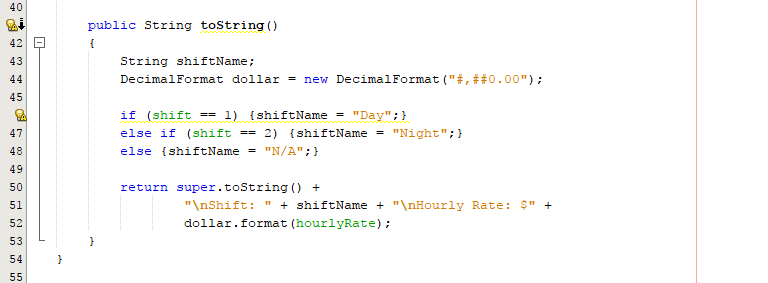 40
public String toString()
42 {
43 String shiftName;
44 DecimalFormat dollar = new DecimalFormat("#,##0.00");
45
if (shift == 1) {shiftName = "Day";}
47 else if (shift == 2) {shiftName = "Night";}
48 else {shiftName = "N/A";}
49
50 return super.toString() +
51 "\nShift: " + shiftName + "\nHourly Rate: $" +
52 dollar.format(hourlyRate);
53 }
54 }
55